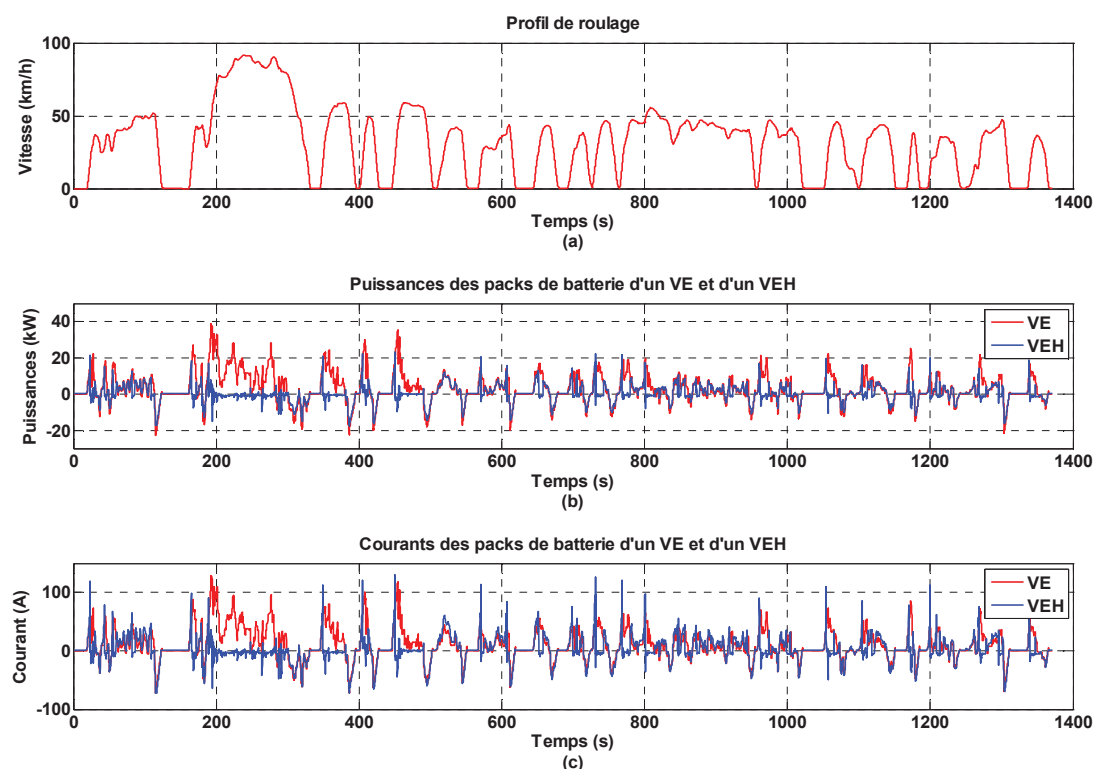 Profil de roulage
100
50
0
Vitesse (km/h)
0 200 400 600 800 1000 1200 1400
Temps (s)
(a)
Puissances des packs de batterie d'un VE et d'un VEH
40
20
0
-20
Puissances (kW)
VE
VEH
0 200 400 600 800 1000 1200 1400
Temps (s)
(b)
Courants des packs de batterie d'un VE et d'un VEH
100
0
-100
Courant (A)
VE
VEH
0 200 400 600 800 1000 1200 1400
Temps (s)
(c)